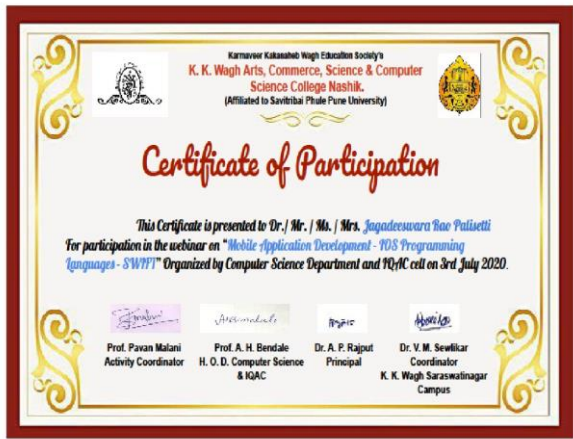 Karmaveer Kakasaheb Wagh Education Society's
K. K. Wagh Arts, Commerce, Science & Computer
Science College Nashik.
(Affiliated to Savitribai Phule Pune University)
Certificate of Participation
This Certificate is presented to Dr./ Mr. / Ms. / Mrs. Jagadeeswara Rao Palisetti
For participation in the webinar on "Mobile Application Development - IOS Programming
Languages - SWIFT" Organized by Computer Science Department and IQAC cell on 3rd July 2020.
Prof. Pavan Malani
Activity Coordinator
Prof. A. H. Bendale
H. O. D. Computer Science
& IQAC
Dr. A. P. Rajput
Principal
Dr. V. M. Sewlikar
Coordinator
K. K. Wagh Saraswatinagar
Campus